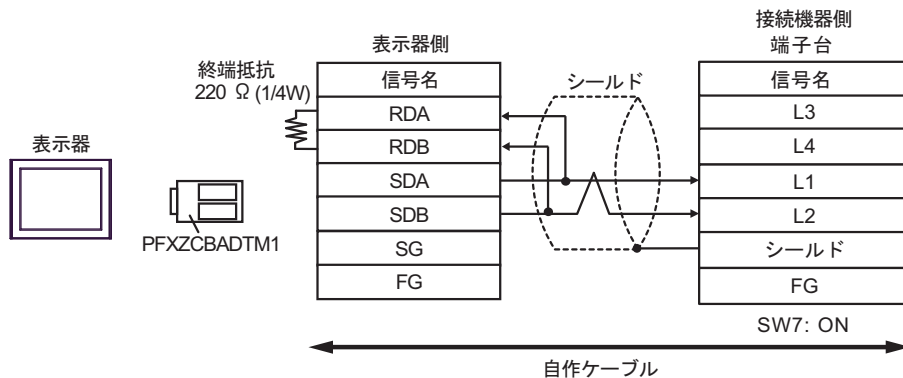 接続機器側
表示器側
端子台
終端抵抗
220 Ω (1/4W)
信号名
シールド
信号名
RDA
L3
表示器
RDB
L4
SDA
L1
SDB
L2
PFXZCBADTM1
SG
シールド
FG
FG
SW7: ON
自作ケーブル